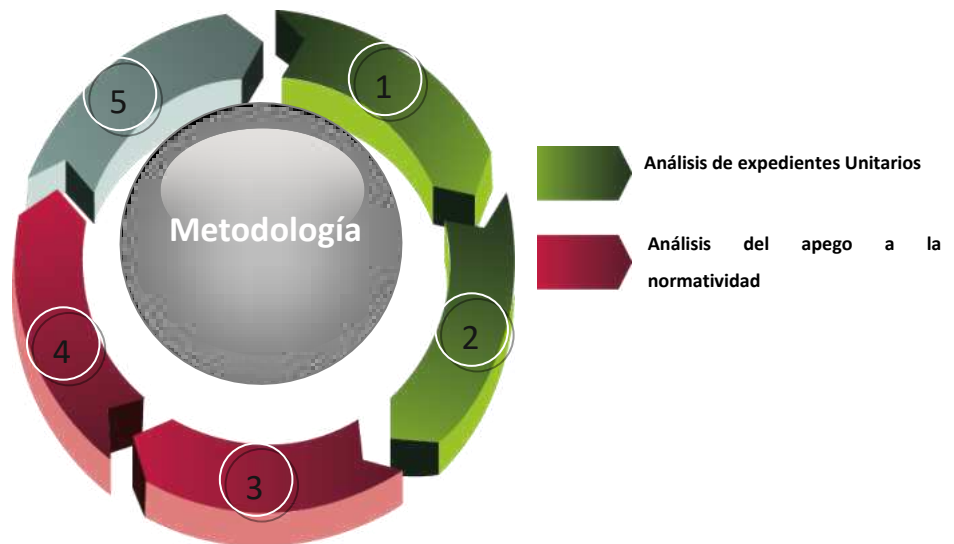 1
2
3
4
5
Metodología
Análisis de expedientes Unitarios
Análisis del apego a la
normatividad